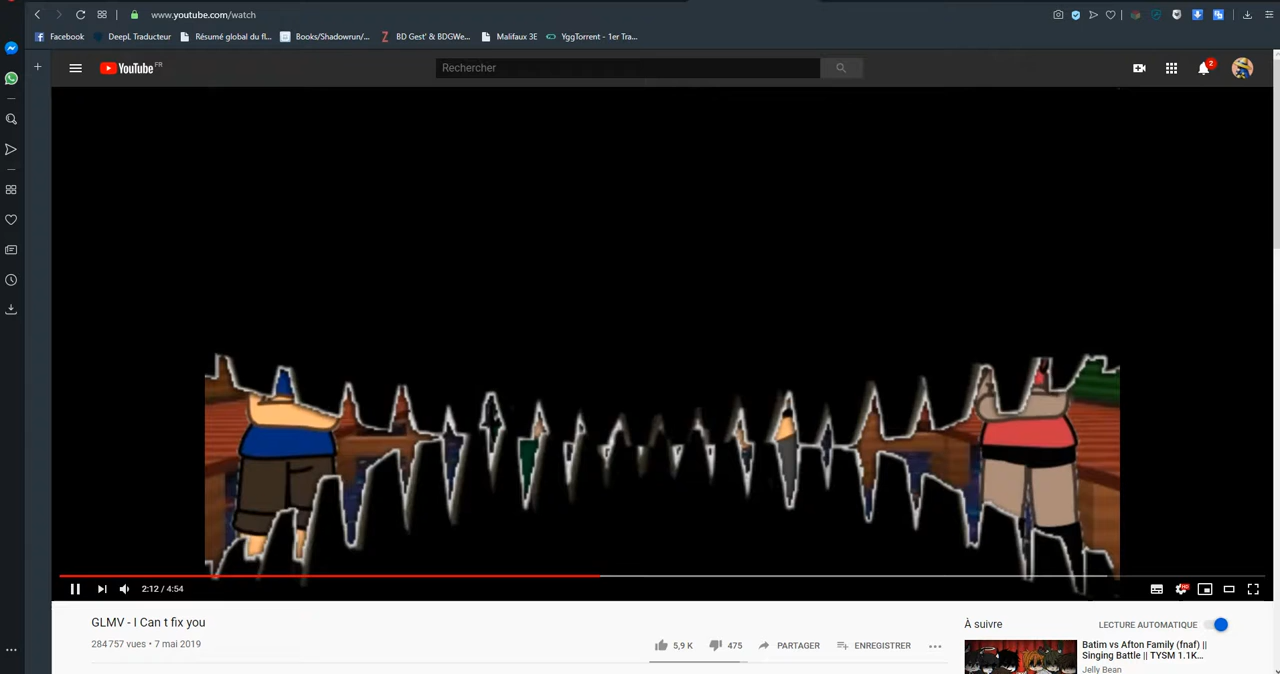 www.youtube.com/watch
Facebook DeepL Traducteur Résumé global du fl... Books/Shadowrun/... BD Gest' & BDGWe... Malifaux 3E YggTorrent - 1er Tra...
YouTube FR Rechercher 2
2:12 / 4:54 HD
GLMV - I Can t fix you
284 757 vues • 7 mai 2019
5,9 K 475 PARTAGER ENREGISTRER
À suivre LECTURE AUTOMATIQUE
Batim vs Afton Family (fnaf) ||
Singing Battle || TYSM 1.1K...
Jelly Bean